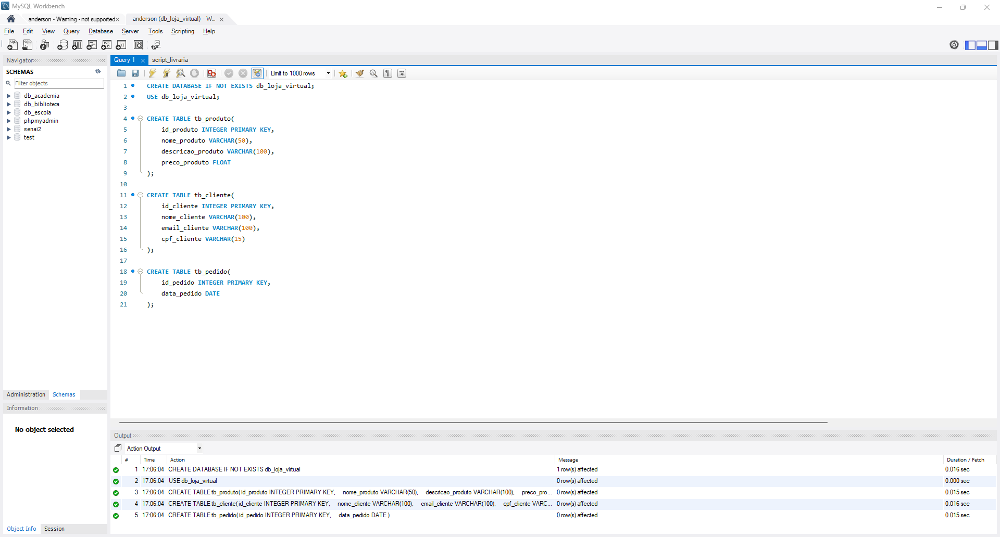 MySQL Workbench
anderson - Warning - not supported
anderson (db_loja_virtual) - W...
File Edit View Query Database Server Tools Scripting Help
Navigator
SCHEMAS
Filter objects
db_academia
db_biblioteca
db_escola
phpmyadmin
senai2
test
Administration Schemas
Information
No object selected
Object Info Session
Query 1 script_livraria
Limit to 1000 rows
1 CREATE DATABASE IF NOT EXISTS db_loja_virtual;
2 USE db_loja_virtual;
3
4 CREATE TABLE tb_produto(
5 id_produto INTEGER PRIMARY KEY,
6 nome_produto VARCHAR(50),
7 descricao_produto VARCHAR(100),
8 preco_produto FLOAT
9 );
10
11 CREATE TABLE tb_cliente(
12 id_cliente INTEGER PRIMARY KEY,
13 nome_cliente VARCHAR(100),
14 email_cliente VARCHAR(100),
15 cpf_cliente VARCHAR(15)
16 );
17
18 CREATE TABLE tb_pedido(
19 id_pedido INTEGER PRIMARY KEY,
20 data_pedido DATE
21 );
Output
Action Output
# Time Action Message Duration / Fetch
1 17:06:04 CREATE DATABASE IF NOT EXISTS db_loja_virtual 1 row(s) affected 0.016 sec
2 17:06:04 USE db_loja_virtual 0 row(s) affected 0.000 sec
3 17:06:04 CREATE TABLE tb_produto( id_produto INTEGER PRIMARY KEY, nome_produto VARCHAR(50), descricao_produto VARCHAR(100), preco_pro... 0 row(s) affected 0.015 sec
4 17:06:04 CREATE TABLE tb_cliente( id_cliente INTEGER PRIMARY KEY, nome_cliente VARCHAR(100), email_cliente VARCHAR(100), cpf_cliente VARC... 0 row(s) affected 0.016 sec
5 17:06:04 CREATE TABLE tb_pedido( id_pedido INTEGER PRIMARY KEY, data_pedido DATE ) 0 row(s) affected 0.015 sec